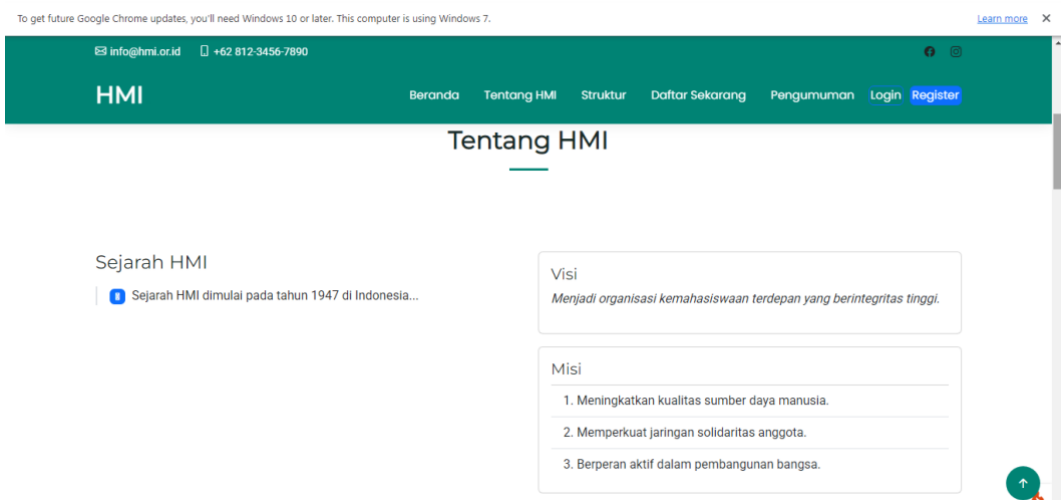 To get future Google Chrome updates, you'll need Windows 10 or later. This computer is using Windows 7.
Learn more
info@hmi.or.id
+62 812-3456-7890
HMI
Beranda
Tentang HMI
Struktur
Daftar Sekarang
Pengumuman
Login
Register
Tentang HMI
Sejarah HMI
Sejarah HMI dimulai pada tahun 1947 di Indonesia...
Visi
Menjadi organisasi kemahasiswaan terdepan yang berintegritas tinggi.
Misi
1. Meningkatkan kualitas sumber daya manusia.
2. Memperkuat jaringan solidaritas anggota.
3. Berperan aktif dalam pembangunan bangsa.